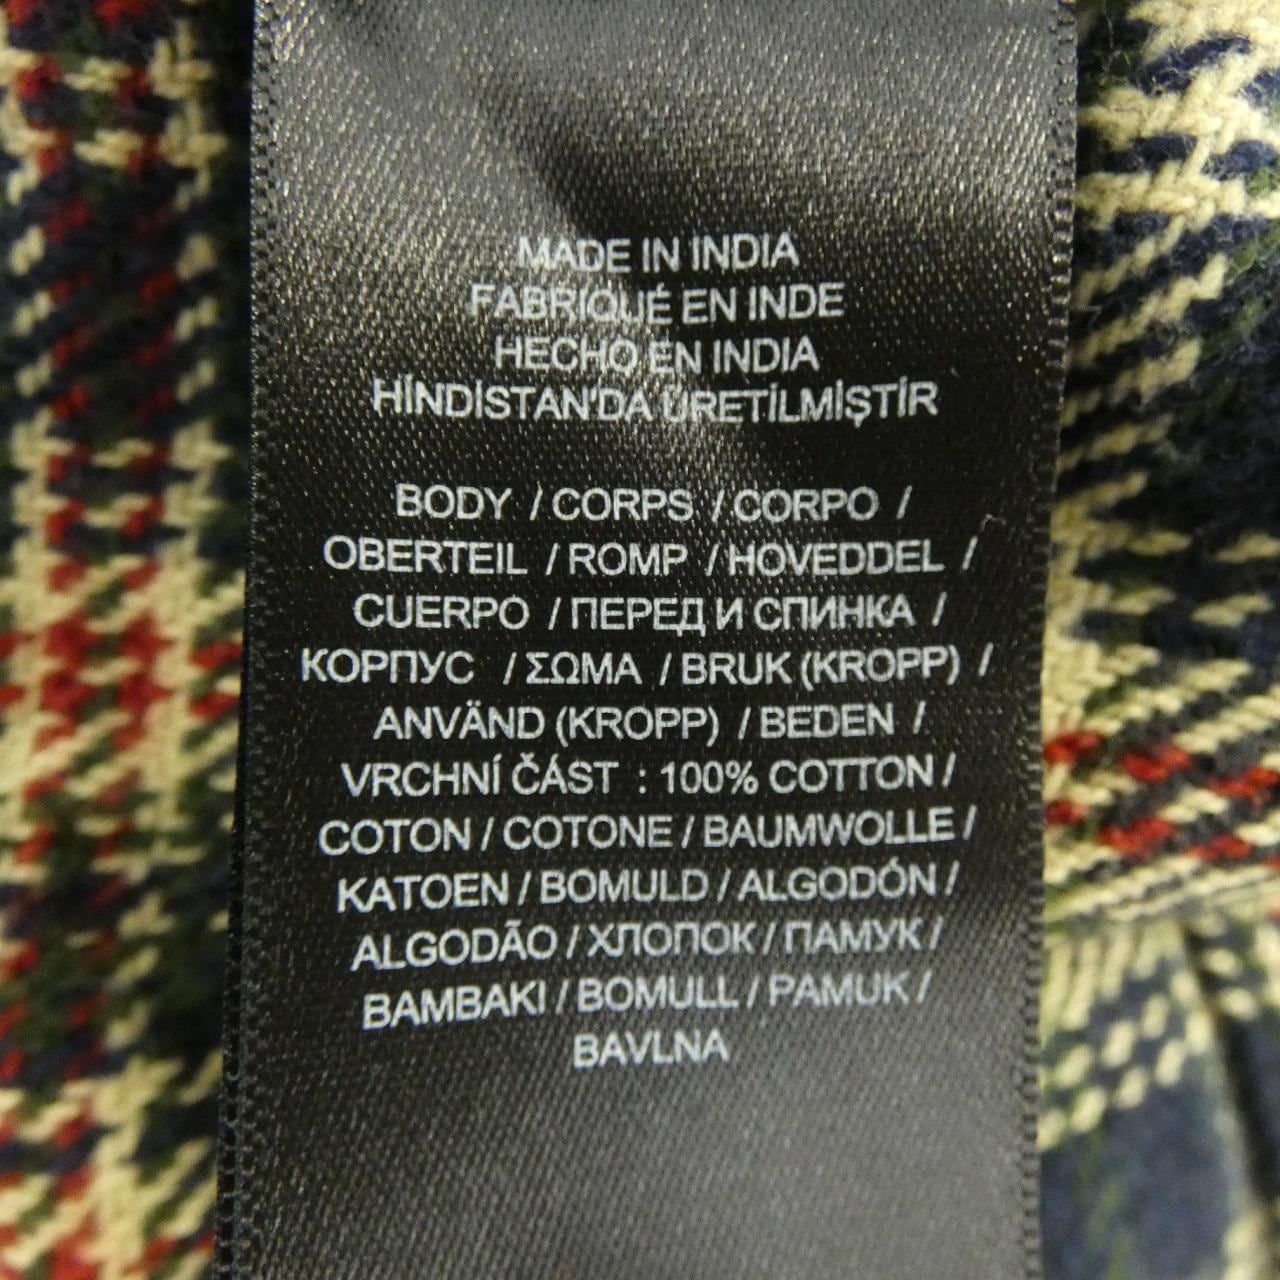 MADE IN INDIA
FABRIQUÉ EN INDE
HECHO EN INDIA
HİNDİSTAN'DA ÜRETİLMİŞTİR
BODY / CORPS / CORPO /
OBERTEIL / ROMP / HOVEDDEL /
CUERPO / ПЕРЕД И СПИНКА /
КОРПУС / ΣΩΜΑ / BRUK (KROPP) /
ANVÄND (KROPP) / BEDEN /
VRCHNÍ ČÁST : 100% COTTON /
COTON / COTONE / BAUMWOLLE /
KATOEN / BOMULD / ALGODÓN /
ALGODÃO / ХЛОПОК / ПАМУК /
BAMBAKI / BOMULL / PAMUK /
BAVLNA